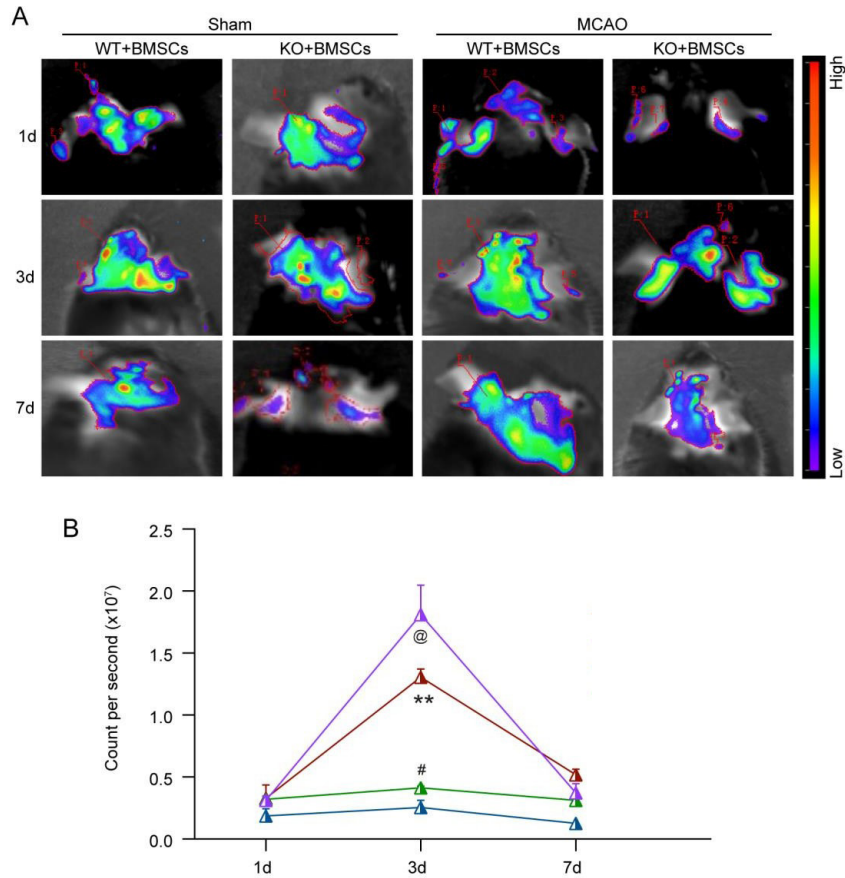 A
Sham
MCAO
WT+BMSCs
KO+BMSCs
WT+BMSCs
KO+BMSCs
High
1d
3d
7d
Low
B
Count per second (x10⁷)
2.5
2.0
1.5
1.0
0.5
0.0
@
**
#
1d
3d
7d